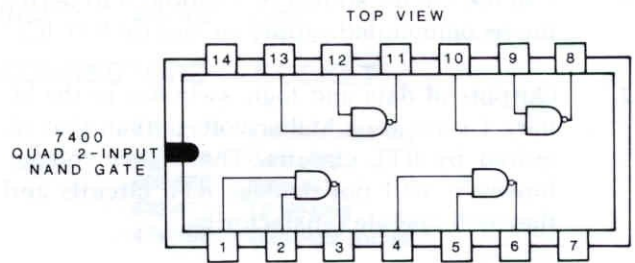 TOP VIEW
14 13 12 11 10 9 8
7400
QUAD 2-INPUT
NAND GATE
1 2 3 4 5 6 7